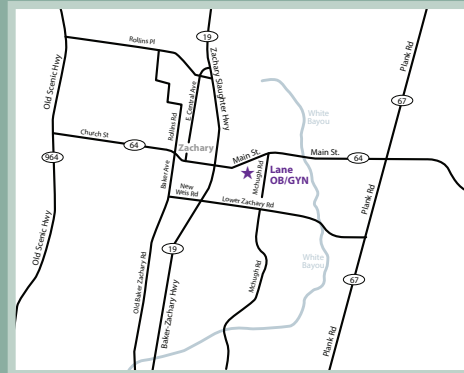 Rollins Pl
19
Plank Rd
Old Scenic Hwy
Zachary Slaughter Hwy
E. Central Ave
67
Rollins Rd
White
Bayou
Church St
64
Zachary
Main St.
Main St.
64
964
Baker Ave
Mchugh Rd
Lane
OB/GYN
New
Weis Rd
Lower Zachary Rd
Plank Rd
Old Scenic Hwy
19
White
Bayou
Old Baker Zachary Rd
Mchugh Rd
67
Baker Zachary Hwy
Plank Rd